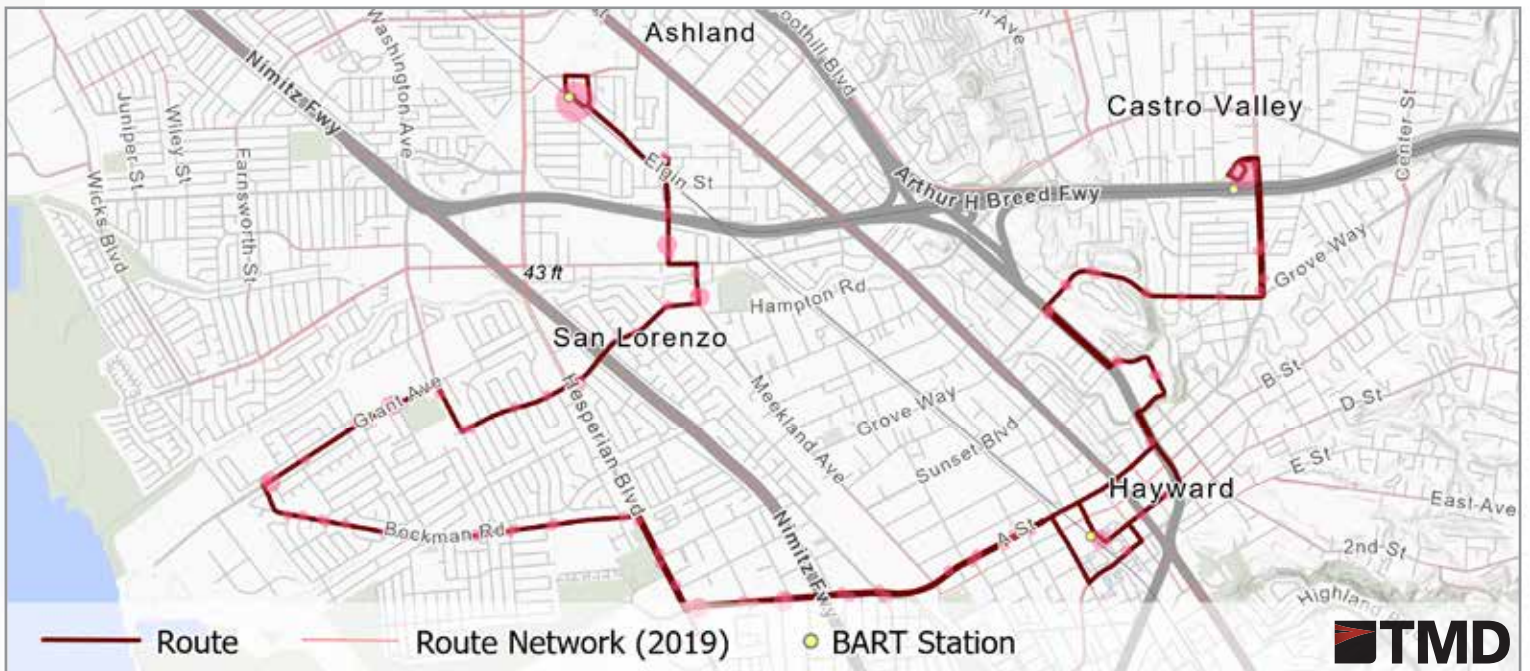 Ashland
Castro Valley
Nimitz Fwy
Washington Ave
Juniper St
Wiley St
Farnsworth St
Wicks Blvd
Elgin St
Foothill Blvd
Arthur H Breed Fwy
Center St
Grove Way
43 ft
Hampton Rd
San Lorenzo
Grant Ave
Hesperian Blvd
Meekland Ave
Grove Way
Sunset Blvd
B St
D St
E St
East Ave
Hayward
A St
Bockman Rd
Nimitz Fwy
2nd St
Highland
Route
Route Network (2019)
BART Station
TMD